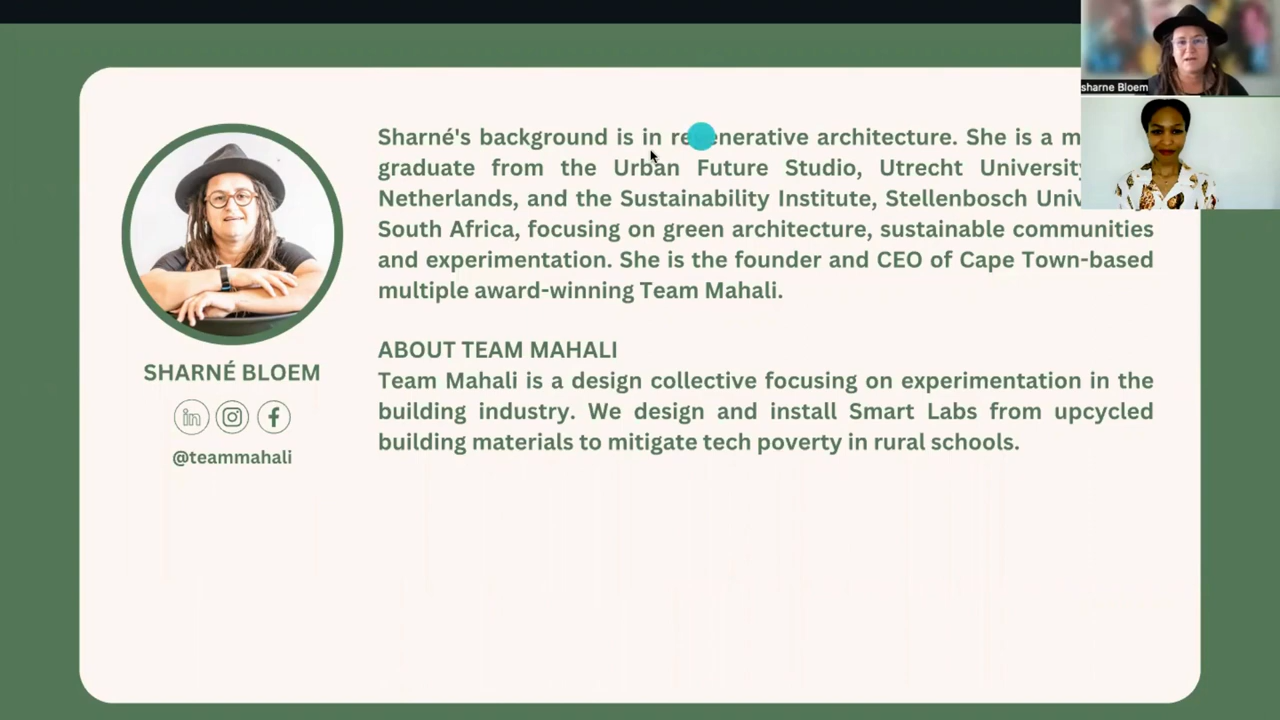 sharne Bloem
Sharné's background is in architecture. She is a
graduate from the Urban Future Studio, Utrecht
Netherlands, and the Sustainability Institute, Stellenbosch
South Africa, focusing on green architecture, sustainable communities
and experimentation. She is the founder and CEO of Cape Town-based
multiple award-winning Team Mahali.
ABOUT TEAM MAHALI
Team Mahali is a design collective focusing on experimentation in the
building industry. We design and install Smart Labs from upcycled
building materials to mitigate tech poverty in rural schools.
SHARNÉ BLOEM
in
f
@teammahali